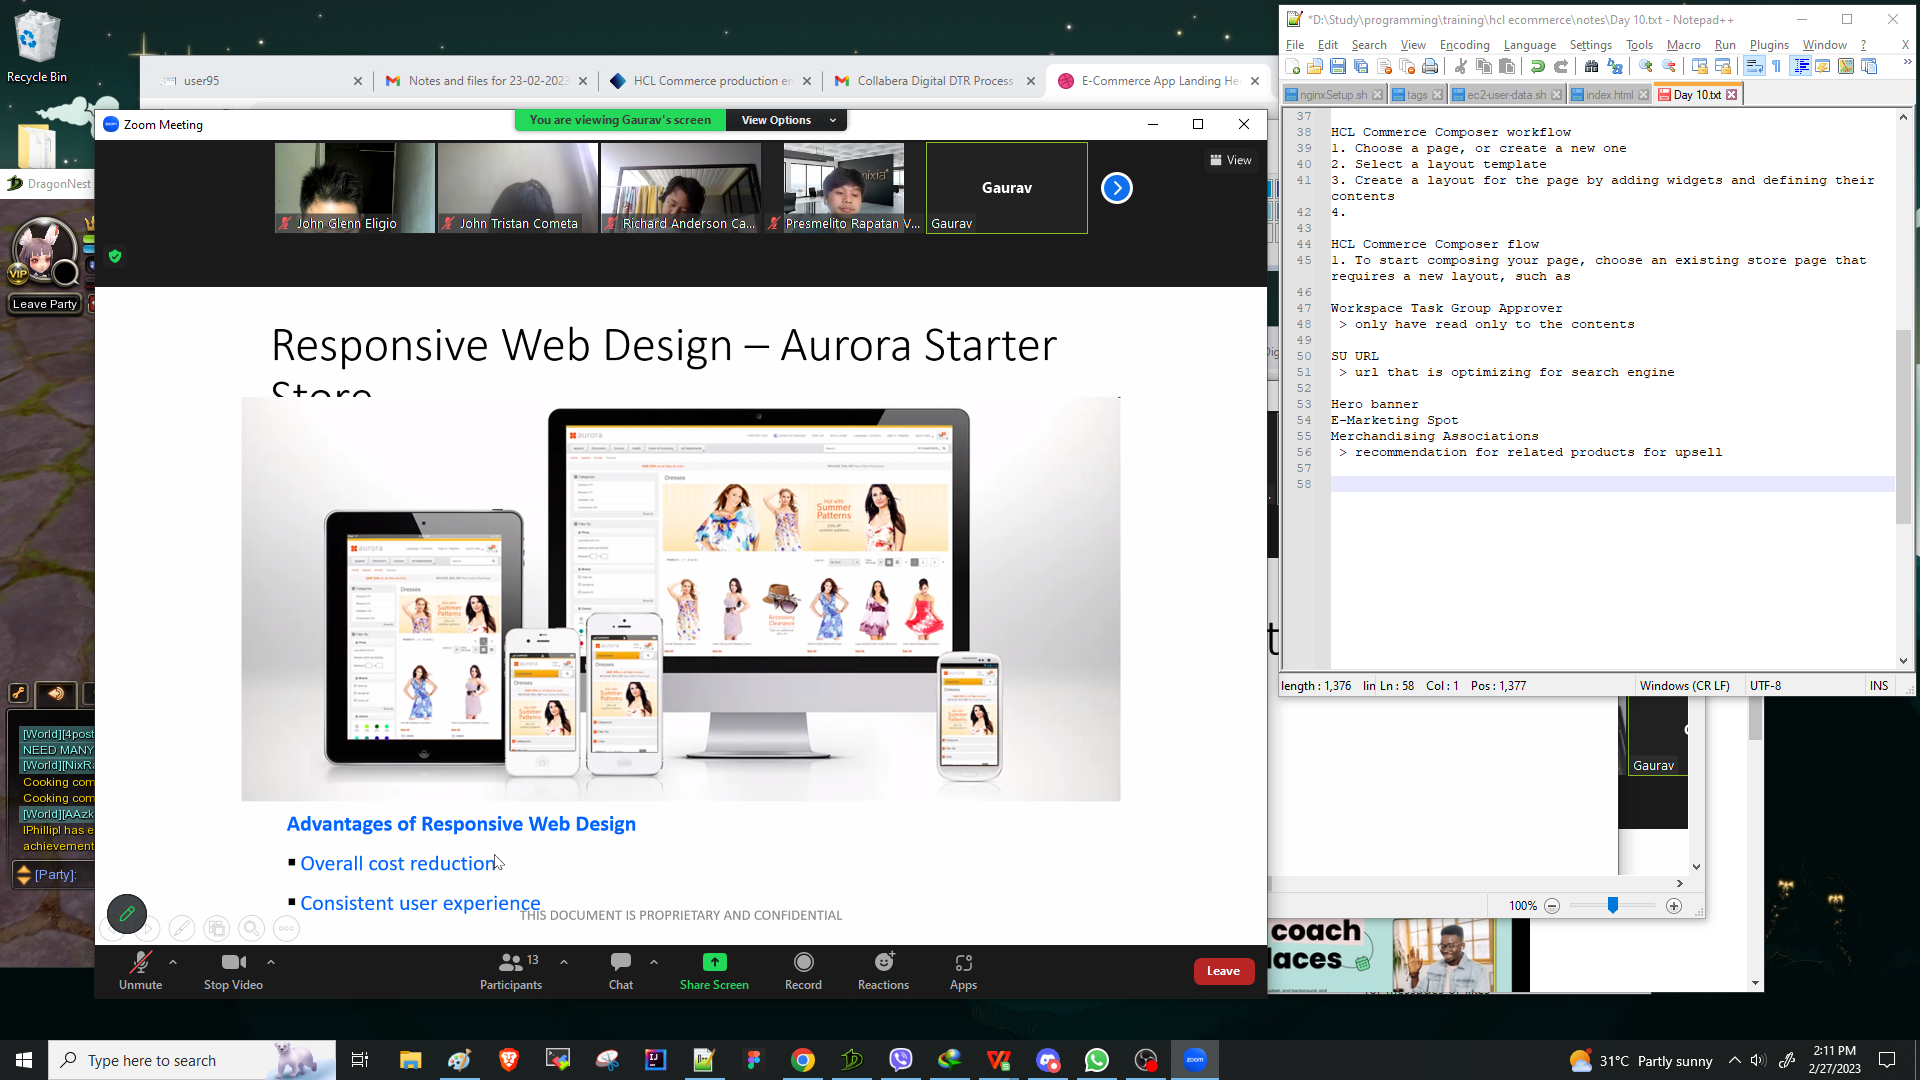 Recycle Bin
user95
Notes and files for 23-02-2023
HCL Commerce production en
Collabera Digital DTR Process
E-Commerce App Landing He
Zoom Meeting
You are viewing Gaurav's screen
View Options
View
John Glenn Eligio
John Tristan Cometa
Richard Anderson Ca...
Presmelito Rapatan V...
Gaurav
Gaurav
DragonNest
VIP
Leave Party
Responsive Web Design – Aurora Starter
Store
aurora
Dresses
Hot with
Summer
Patterns
Accessory
Clearance
Advantages of Responsive Web Design
Overall cost reduction
Consistent user experience
THIS DOCUMENT IS PROPRIETARY AND CONFIDENTIAL
[World][4post
NEED MANY
[World][NixR
Cooking com
Cooking com
[World][AAzk
IPhillipI has e
achievement
[Party]:
Unmute
Stop Video
13
Participants
Chat
Share Screen
Record
Reactions
Apps
Leave
*D:\Study\programming\training\hcl ecommerce\notes\Day 10.txt - Notepad++
File Edit Search View Encoding Language Settings Tools Macro Run Plugins Window ? X
nginxSetup.sh
tags
ec2-user-data.sh
index.html
Day 10.txt
37
38 HCL Commerce Composer workflow
39 1. Choose a page, or create a new one
40 2. Select a layout template
41 3. Create a layout for the page by adding widgets and defining their
contents
42 4.
43
44 HCL Commerce Composer flow
45 1. To start composing your page, choose an existing store page that
requires a new layout, such as
46
47 Workspace Task Group Approver
48 > only have read only to the contents
49
50 SU URL
51 > url that is optimizing for search engine
52
53 Hero banner
54 E-Marketing Spot
55 Merchandising Associations
56 > recommendation for related products for upsell
57
58
length : 1,376 lin Ln : 58 Col : 1 Pos : 1,377
Windows (CR LF)
UTF-8
INS
Gaurav
100%
coach
laces
Type here to search
31°C Partly sunny
2:11 PM
2/27/2023